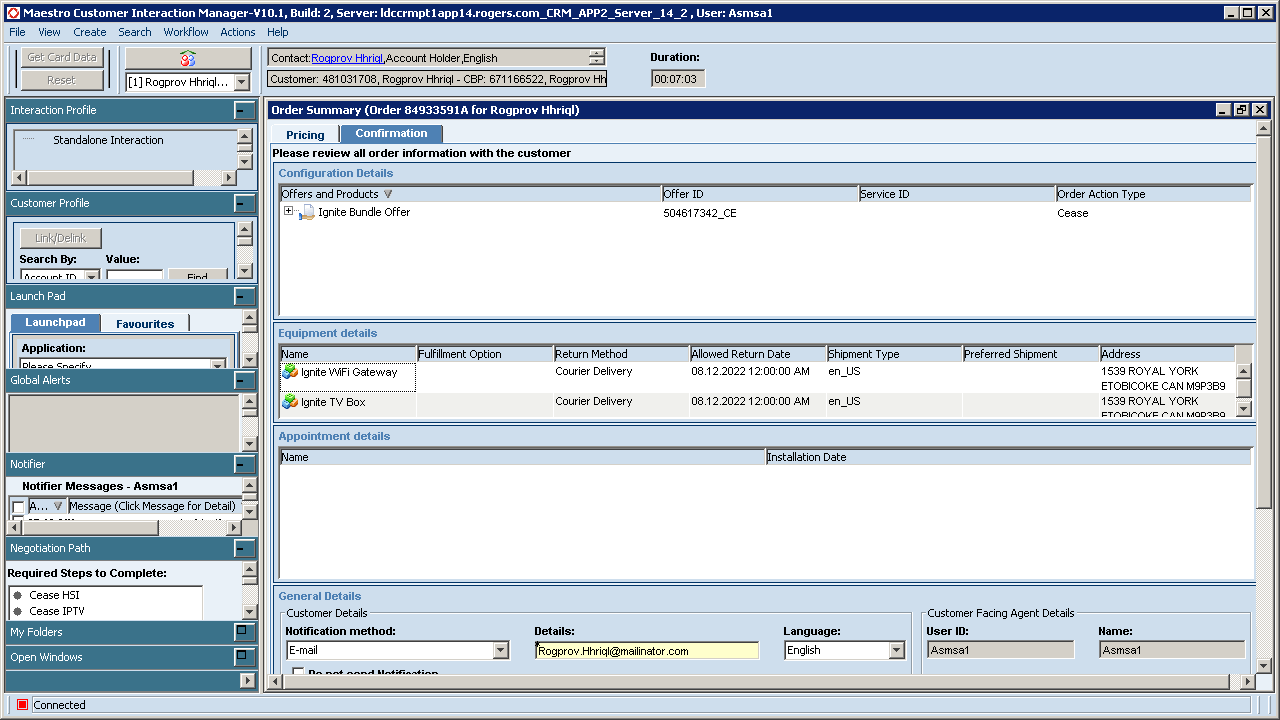 Maestro Customer Interaction Manager-V10.1, Build: 2, Server: ldccrmpt1app14.rogers.com_CRM_APP2_Server_14_2 , User: Asmsa1
File View Create Search Workflow Actions Help
Get Card Data
Reset
[1] Rogprov Hhriql...
Contact:Rogprov Hhriql,Account Holder,English
Customer: 481031708, Rogprov Hhriql - CBP: 671166522, Rogprov Hh
Duration:
00:07:03
Interaction Profile
Standalone Interaction
Customer Profile
Link/Delink
Search By: Value:
Account ID Find
Launch Pad
Launchpad Favourites
Application:
Please Specify
Global Alerts
Notifier
Notifier Messages - Asmsa1
A... Message (Click Message for Detail)
Negotiation Path
Required Steps to Complete:
Cease HSI
Cease IPTV
My Folders
Open Windows
Order Summary (Order 84933591A for Rogprov Hhriql)
Pricing Confirmation
Please review all order information with the customer
Configuration Details
Offers and Products Offer ID Service ID Order Action Type
Ignite Bundle Offer 504617342_CE Cease
Equipment details
Name Fulfillment Option Return Method Allowed Return Date Shipment Type Preferred Shipment Address
Ignite WiFi Gateway Courier Delivery 08.12.2022 12:00:00 AM en_US 1539 ROYAL YORK
ETOBICOKE CAN M9P3B9
Ignite TV Box Courier Delivery 08.12.2022 12:00:00 AM en_US 1539 ROYAL YORK
ETOBICOKE CAN M9P3B9
Appointment details
Name Installation Date
General Details
Customer Details
Notification method: Details: Language:
E-mail Rogprov.Hhriql@mailinator.com English
Do not send Notification
Customer Facing Agent Details
User ID: Name:
Asmsa1 Asmsa1
Connected